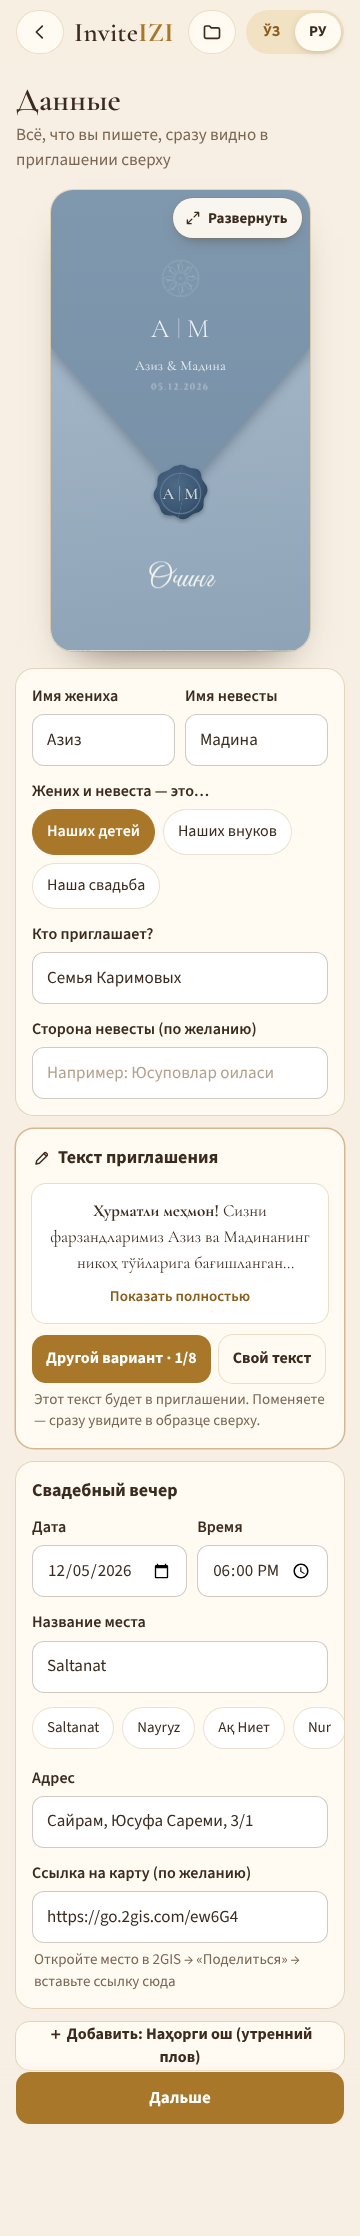 InviteIZI
ЎЗ РУ
Данные
Всё, что вы пишете, сразу видно в
приглашении сверху
Развернуть
A | M
Азиз & Мадина
05.12.2026
A | M
Очинг
Имя жениха Имя невесты
Азиз Мадина
Жених и невеста — это…
Наших детей Наших внуков
Наша свадьба
Кто приглашает?
Семья Каримовых
Сторона невесты (по желанию)
Например: Юсуповлар оиласи
Текст приглашения
Ҳурматли меҳмон! Сизни
фарзандларимиз Азиз ва Мадинанинг
никоҳ тўйларига бағишланган…
Показать полностью
Другой вариант · 1/8 Свой текст
Этот текст будет в приглашении. Поменяете
— сразу увидите в образце сверху.
Свадебный вечер
Дата Время
12/05/2026 06:00 PM
Название места
Saltanat
Saltanat Nayryz Ақ Ниет Nur
Адрес
Сайрам, Юсуфа Сареми, 3/1
Ссылка на карту (по желанию)
https://go.2gis.com/ew6G4
Откройте место в 2GIS → «Поделиться» →
вставьте ссылку сюда
+ Добавить: Наҳорги ош (утренний
плов)
Дальше